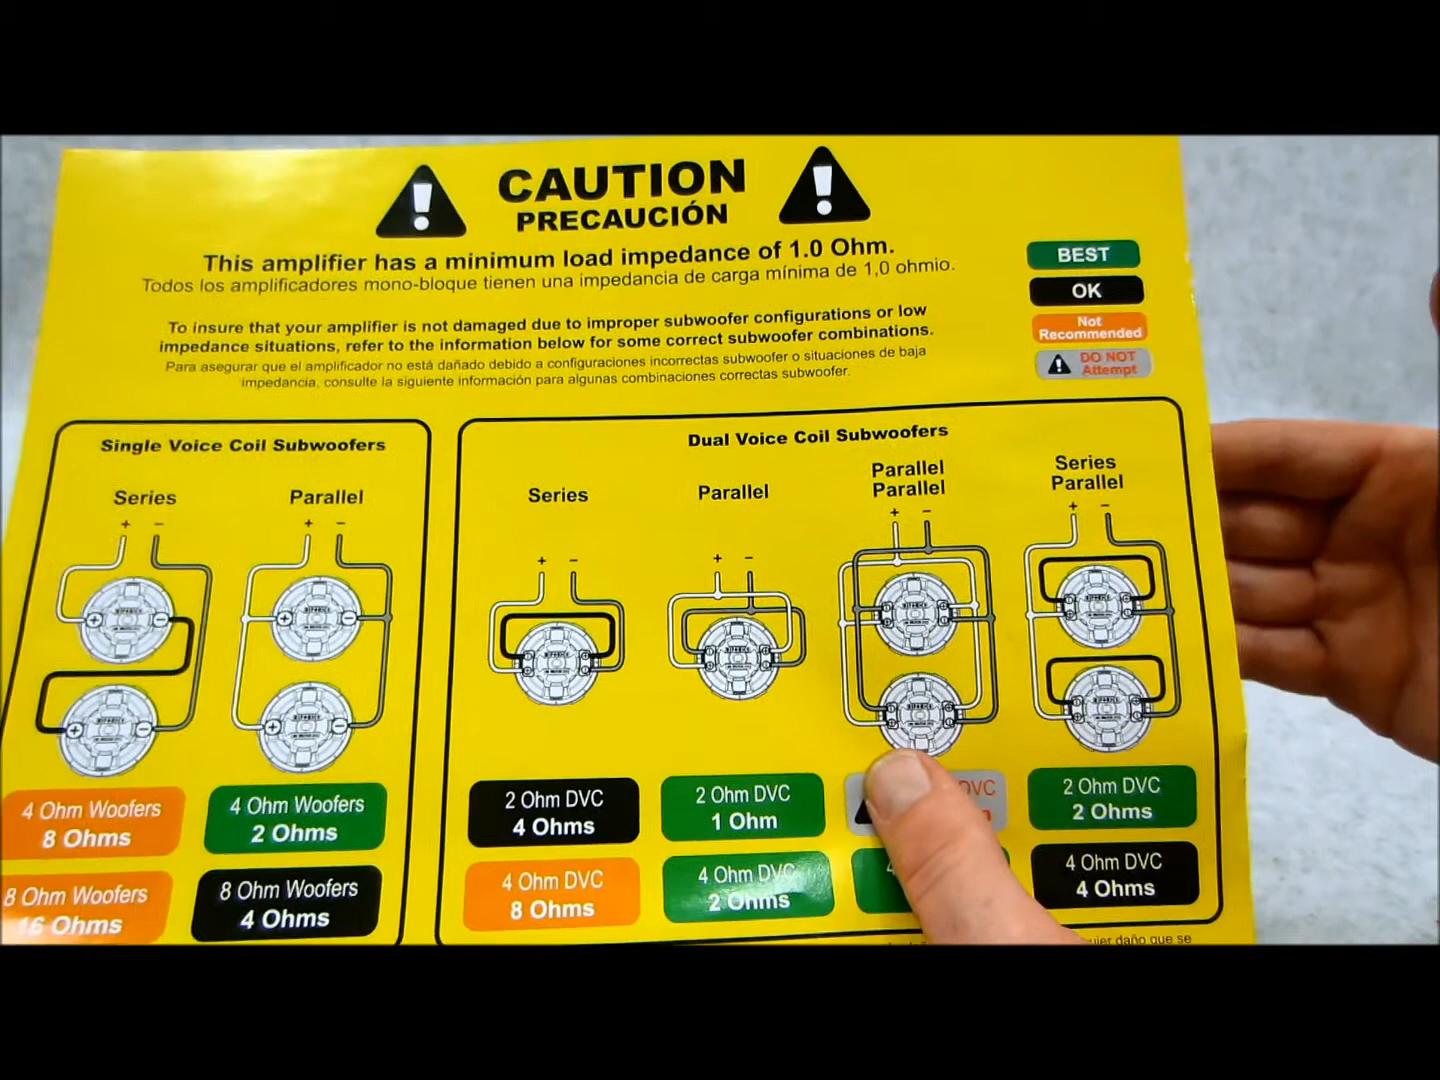 CAUTION
PRECAUCIÓN
This amplifier has a minimum load impedance of 1.0 Ohm.
Todos los amplificadores mono-bloque tienen una impedancia de carga mínima de 1,0 ohmio.
To insure that your amplifier is not damaged due to improper subwoofer configurations or low
impedance situations, refer to the information below for some correct subwoofer combinations.
Para asegurar que el amplificador no está dañado debido a configuraciones incorrectas subwoofer o situaciones de baja
impedancia, consulte la siguiente información para algunas combinaciones correctas subwoofer.
BEST
OK
Not
Recommended
DO NOT
Attempt
Single Voice Coil Subwoofers
Series
+ −
+ −
+ −
Parallel
+ −
+ −
+ −
4 Ohm Woofers
8 Ohms
4 Ohm Woofers
2 Ohms
8 Ohm Woofers
16 Ohms
8 Ohm Woofers
4 Ohms
Dual Voice Coil Subwoofers
Series
+ −
Parallel
+ −
Parallel
Parallel
+ −
Series
Parallel
+ −
2 Ohm DVC
4 Ohms
2 Ohm DVC
1 Ohm
DVC
2 Ohm DVC
2 Ohms
4 Ohm DVC
8 Ohms
4 Ohm DVC
2 Ohms
4
4 Ohm DVC
4 Ohms
daño que se